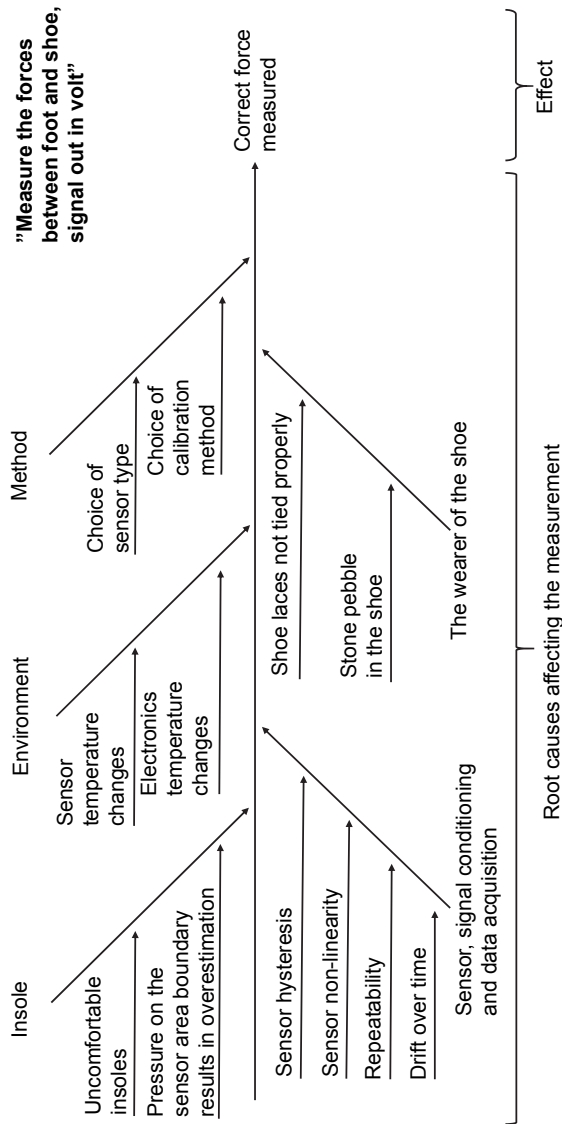 "Measure the forces
between foot and shoe,
signal out in volt"
Insole
Environment
Method
Uncomfortable
insoles
Pressure on the
sensor area boundary
results in overestimation
Sensor
temperature
changes
Electronics
temperature
changes
Choice of
sensor type
Choice of
calibration
method
Correct force
measured
Sensor hysteresis
Sensor non-linearity
Repeatability
Drift over time
Sensor, signal conditioning
and data acquisition
Shoe laces not tied properly
Stone pebble
in the shoe
The wearer of the shoe
Root causes affecting the measurement
Effect